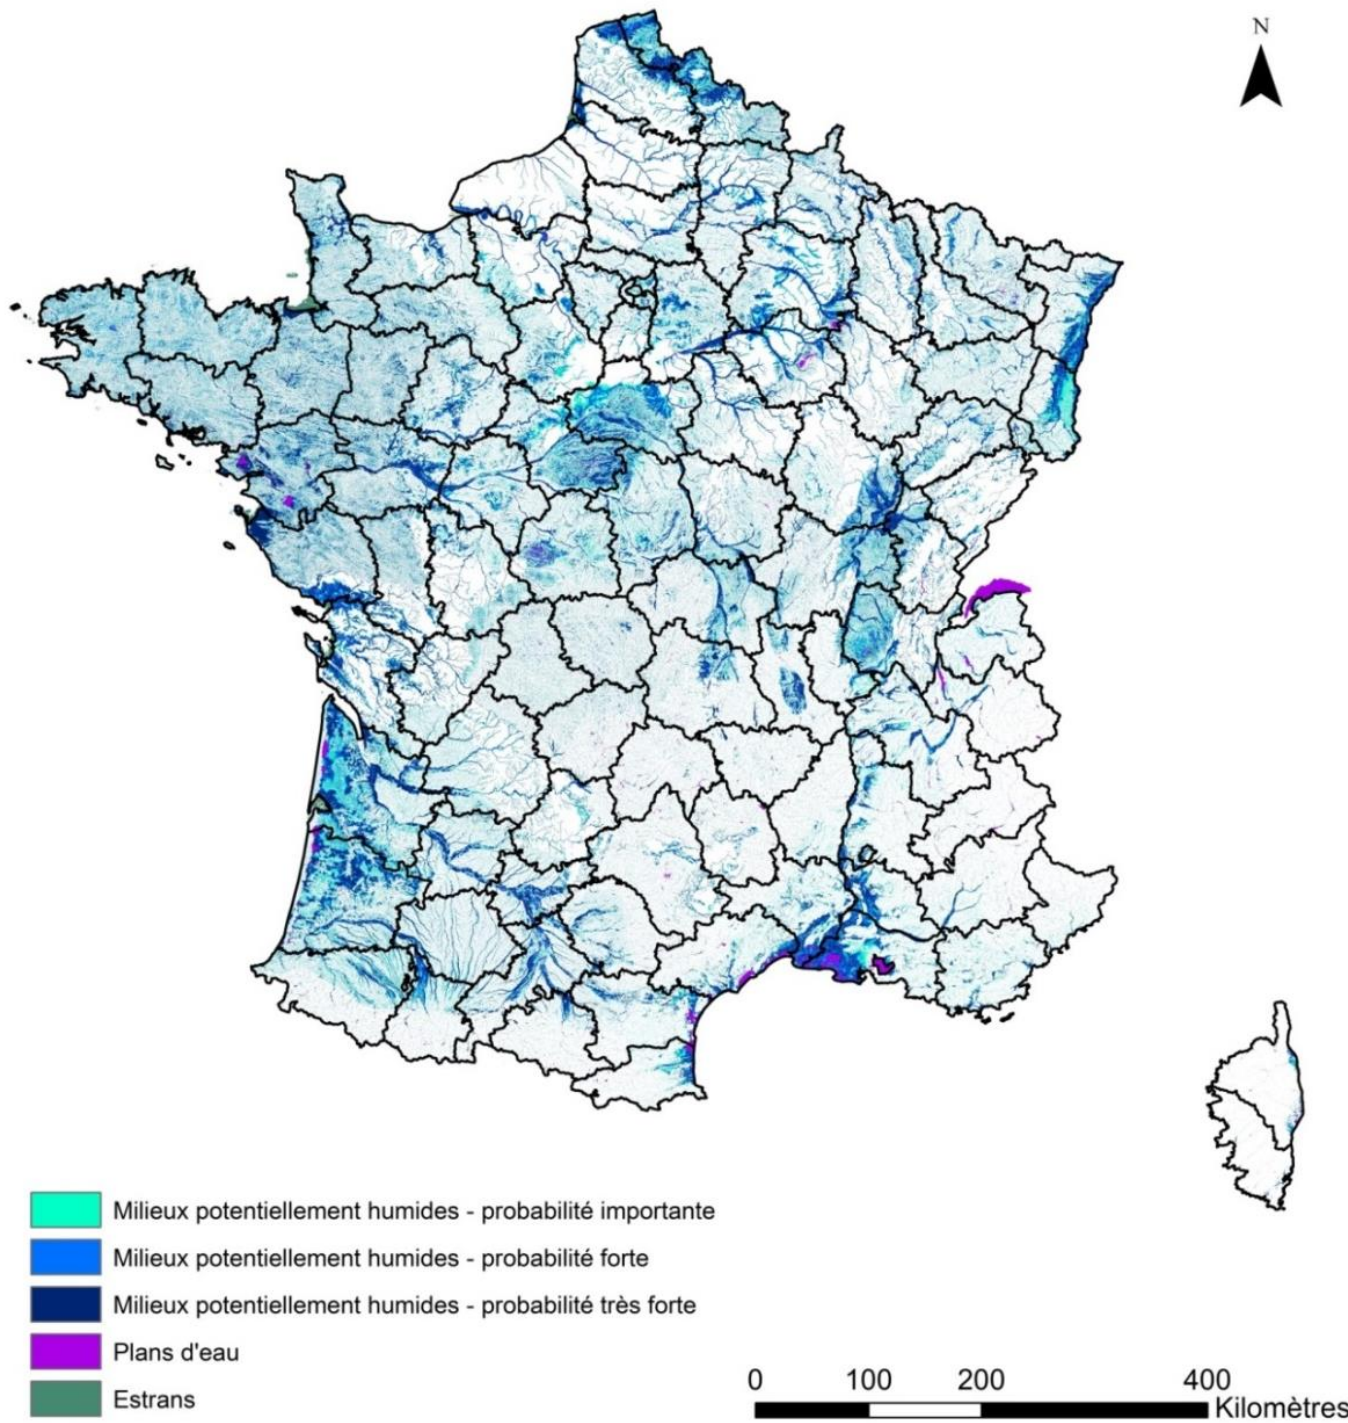 N
Milieux potentiellement humides - probabilité importante
Milieux potentiellement humides - probabilité forte
Milieux potentiellement humides - probabilité très forte
Plans d'eau
Estrans
0 100 200 400
Kilomètres